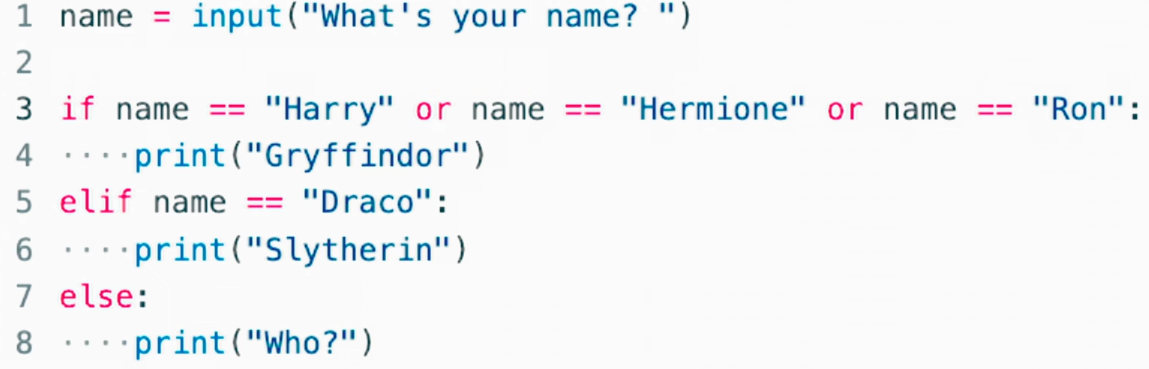 1 name = input("What's your name? ")
2
3 if name == "Harry" or name == "Hermione" or name == "Ron":
4 ····print("Gryffindor")
5 elif name == "Draco":
6 ····print("Slytherin")
7 else:
8 ····print("Who?")